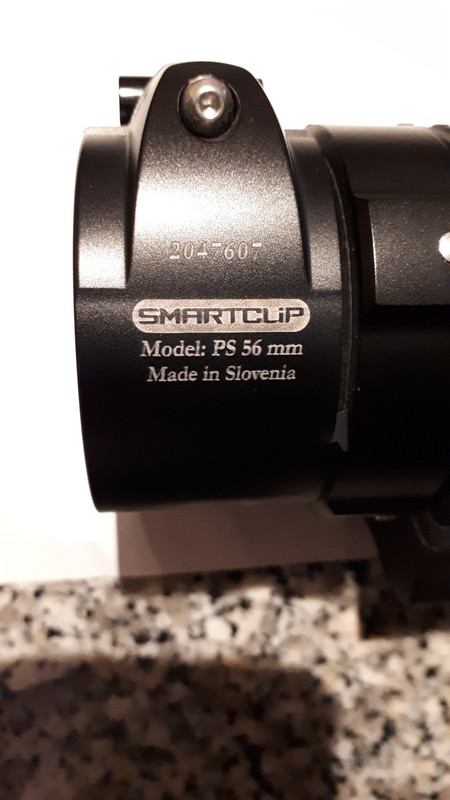 2047607
SMARTCLiP
Model: PS 56 mm
Made in Slovenia